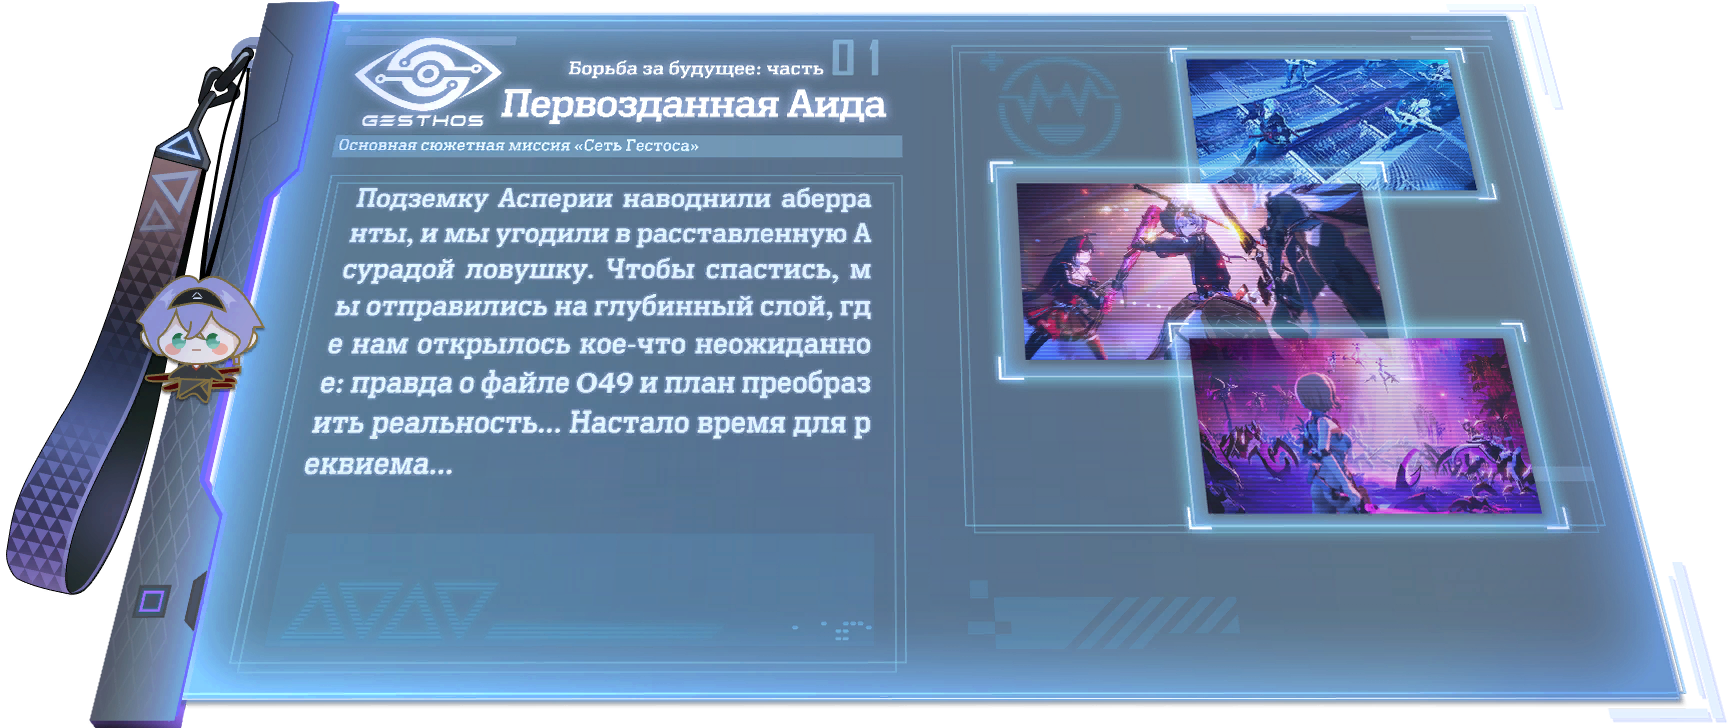 GESTHOS
Борьба за будущее: часть 01
Первозданная Аида
Основная сюжетная миссия «Сеть Гестоса»
Подземку Асперии наводнили аберра
нты, и мы угодили в расставленную А
сурадой ловушку. Чтобы спастись, м
ы отправились на глубинный слой, гд
е нам открылось кое-что неожиданно
е: правда о файле О49 и план преобраз
ить реальность... Настало время для р
еквиема...